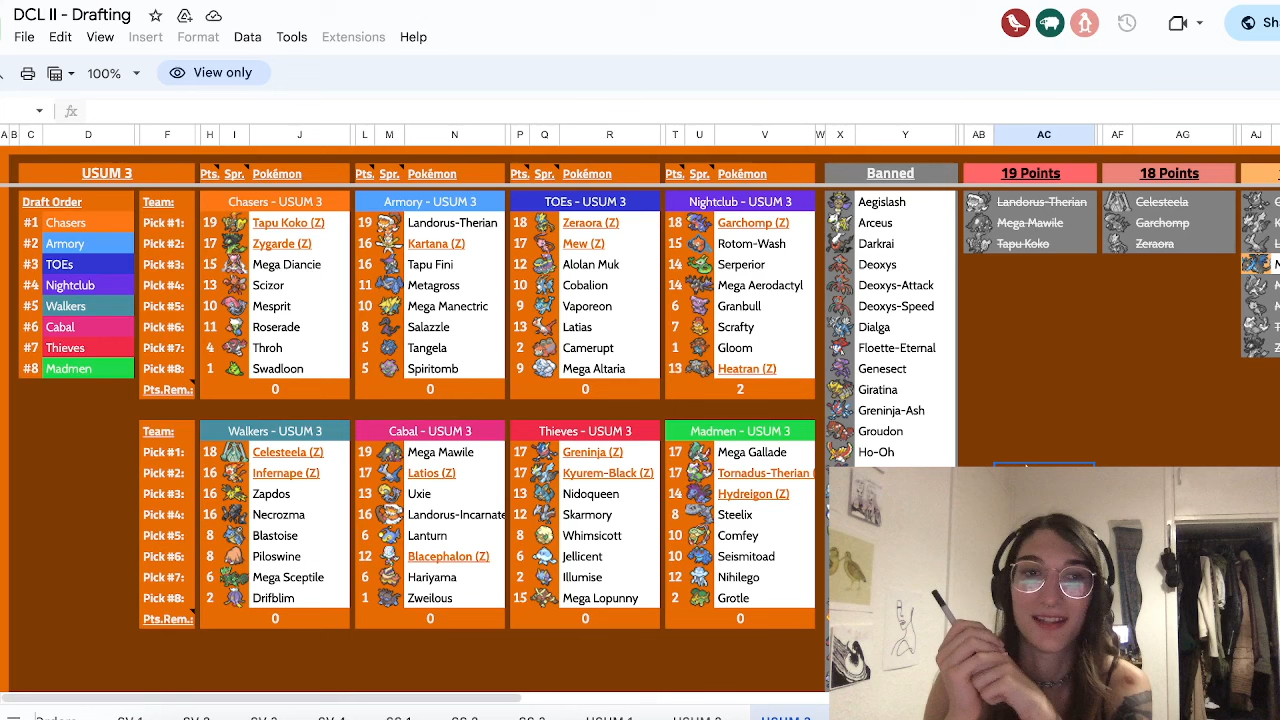 DCL II - Drafting
File Edit View Insert Format Data Tools Extensions Help
100% View only
fx
A B C D F H I J L M N P Q R T U V W X Y AB AC AF AG AJ
USUM 3 Pts. Spr. Pokémon Pts. Spr. Pokémon Pts. Spr. Pokémon Pts. Spr. Pokémon Banned 19 Points 18 Points
Draft Order Team: Chasers - USUM 3 Armory - USUM 3 TOEs - USUM 3 Nightclub - USUM 3 Aegislash Landorus-Therian Celesteela
#1 Chasers Pick #1: 19 Tapu Koko (Z) 19 Landorus-Therian 18 Zeraora (Z) 18 Garchomp (Z) Arceus Mega Mawile Garchomp
#2 Armory Pick #2: 17 Zygarde (Z) 16 Kartana (Z) 17 Mew (Z) 15 Rotom-Wash Darkrai Tapu Koko Zeraora
#3 TOEs Pick #3: 15 Mega Diancie 16 Tapu Fini 12 Alolan Muk 14 Serperior Deoxys
#4 Nightclub Pick #4: 13 Scizor 11 Metagross 10 Cobalion 14 Mega Aerodactyl Deoxys-Attack
#5 Walkers Pick #5: 10 Mesprit 10 Mega Manectric 9 Vaporeon 6 Granbull Deoxys-Speed
#6 Cabal Pick #6: 11 Roserade 8 Salazzle 13 Latias 7 Scrafty Dialga
#7 Thieves Pick #7: 4 Throh 5 Tangela 2 Camerupt 1 Gloom Floette-Eternal
#8 Madmen Pick #8: 1 Swadloon 5 Spiritomb 9 Mega Altaria 13 Heatran (Z) Genesect
Pts.Rem.: 0 0 0 2 Giratina
Greninja-Ash
Team: Walkers - USUM 3 Cabal - USUM 3 Thieves - USUM 3 Madmen - USUM 3 Groudon
Pick #1: 18 Celesteela (Z) 19 Mega Mawile 17 Greninja (Z) 17 Mega Gallade Ho-Oh
Pick #2: 16 Infernape (Z) 17 Latios (Z) 17 Kyurem-Black (Z) 17 Tornadus-Therian
Pick #3: 16 Zapdos 13 Uxie 13 Nidoqueen 14 Hydreigon (Z)
Pick #4: 16 Necrozma 16 Landorus-Incarnate 12 Skarmory 8 Steelix
Pick #5: 8 Blastoise 6 Lanturn 8 Whimsicott 10 Comfey
Pick #6: 8 Piloswine 12 Blacephalon (Z) 6 Jellicent 10 Seismitoad
Pick #7: 6 Mega Sceptile 6 Hariyama 2 Illumise 12 Nihilego
Pick #8: 2 Drifblim 1 Zweilous 15 Mega Lopunny 2 Grotle
Pts.Rem.: 0 0 0 0